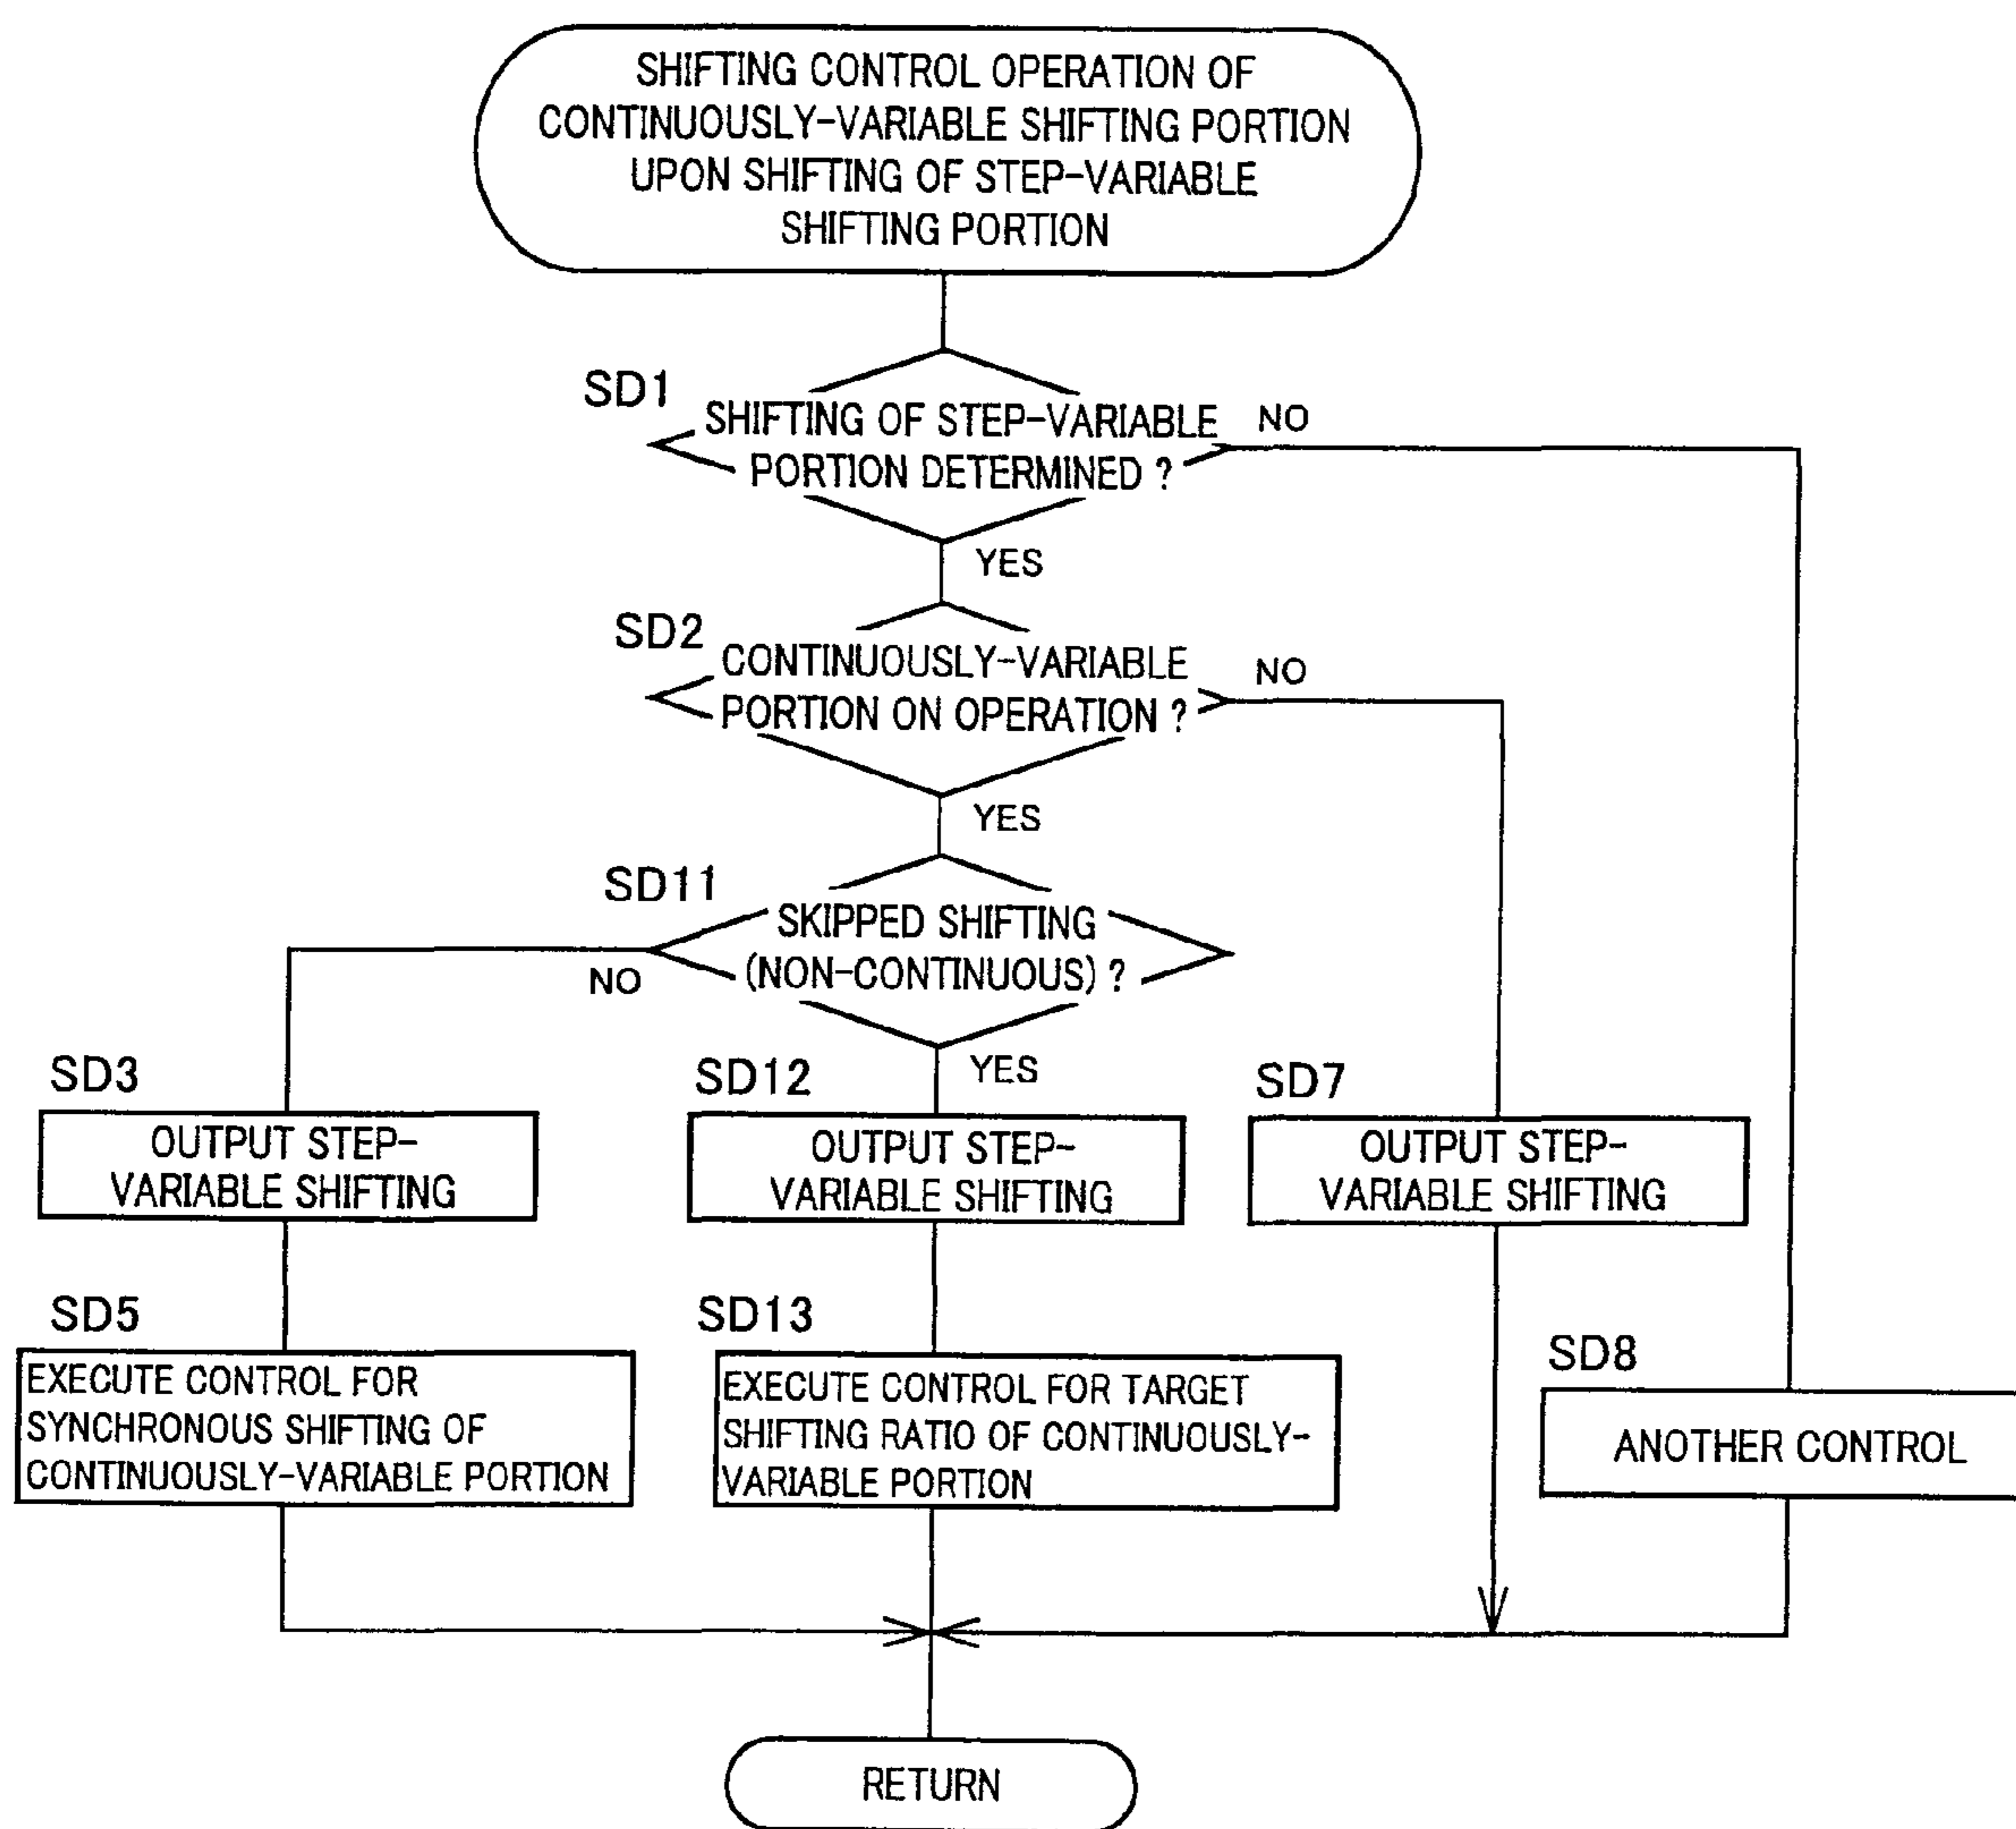 SHIFTING CONTROL OPERATION OF
CONTINUOUSLY-VARIABLE SHIFTING PORTION
UPON SHIFTING OF STEP-VARIABLE
SHIFTING PORTION
SD1
SHIFTING OF STEP-VARIABLE
PORTION DETERMINED ?
NO
YES
SD2
CONTINUOUSLY-VARIABLE
PORTION ON OPERATION ?
NO
YES
SD11
SKIPPED SHIFTING
(NON-CONTINUOUS) ?
NO
YES
SD3
OUTPUT STEP-
VARIABLE SHIFTING
SD12
OUTPUT STEP-
VARIABLE SHIFTING
SD7
OUTPUT STEP-
VARIABLE SHIFTING
SD5
EXECUTE CONTROL FOR
SYNCHRONOUS SHIFTING OF
CONTINUOUSLY-VARIABLE PORTION
SD13
EXECUTE CONTROL FOR TARGET
SHIFTING RATIO OF CONTINUOUSLY-
VARIABLE PORTION
SD8
ANOTHER CONTROL
RETURN